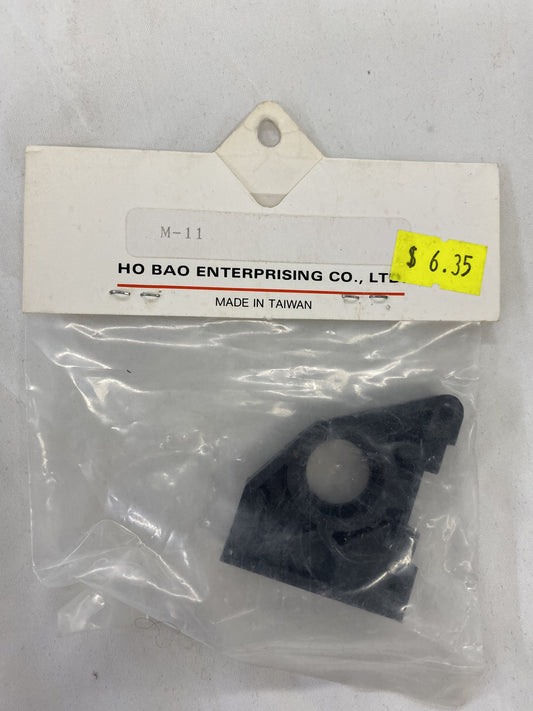 M-11
$ 6.35
HO BAO ENTERPRISING CO., LTD.
MADE IN TAIWAN